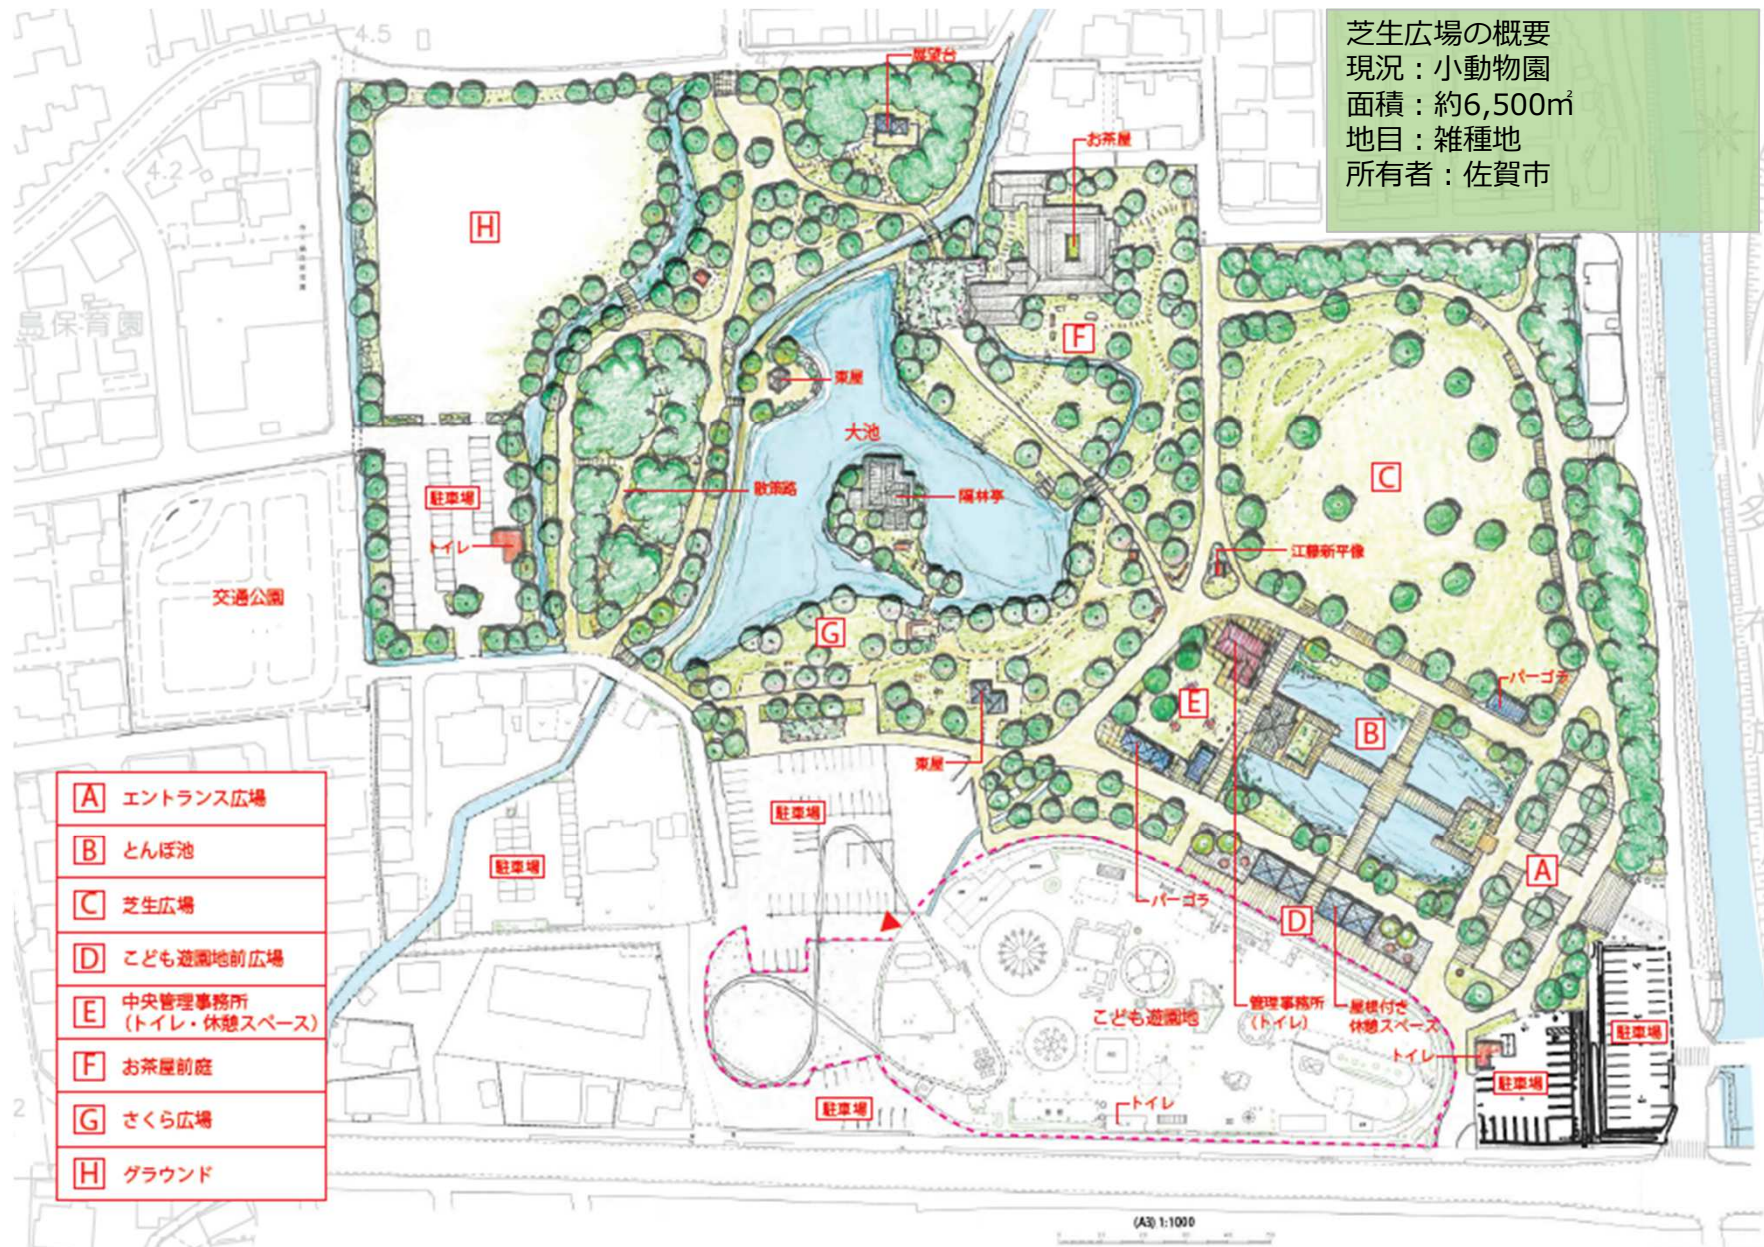 芝生広場の概要
現況：小動物園
面積：約6,500㎡
地目：雑種地
所有者：佐賀市
4.5
4.2
展望台
お茶屋
H
島保育園
F
東屋
大池
C
駐車場
散策路
隔林亭
トイレ
江藤新平像
交通公園
G
パーゴラ
E
B
東屋
駐車場
駐車場
A
パーゴラ
D
こども遊園地
管理事務所
（トイレ）
屋根付き
休憩スペース
駐車場
トイレ
駐車場
駐車場
トイレ
A エントランス広場
B とんぼ池
C 芝生広場
D こども遊園地前広場
E 中央管理事務所
（トイレ・休憩スペース）
F お茶屋前庭
G さくら広場
H グラウンド
(A3) 1:1000